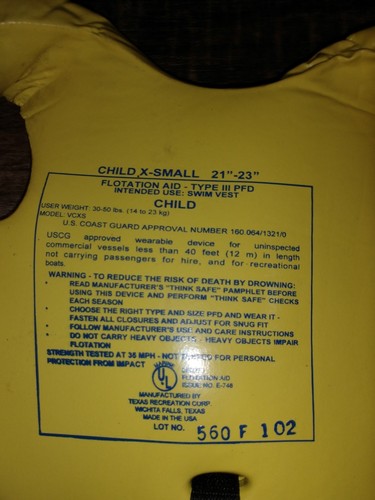 CHILD, X-SMALL 21"-23"
FLOTATION AID - TYPE III PFD
INTENDED USE: SWIM VEST
CHILD
USER WEIGHT: 30-50 lbs. (14 to 23 kg)
MODEL: VCXS
U.S. COAST GUARD APPROVAL NUMBER 160.064/1321/0
USCG approved wearable device for uninspected
commercial vessels less than 40 feet (12 m) in length
not carrying passengers for hire, and for recreational
boats.
WARNING - TO REDUCE THE RISK OF DEATH BY DROWNING:
• READ MANUFACTURER'S "THINK SAFE" PAMPHLET BEFORE
USING THIS DEVICE AND PERFORM "THINK SAFE" CHECKS
EACH SEASON
• CHOOSE THE RIGHT TYPE AND SIZE PFD AND WEAR IT -
FASTEN ALL CLOSURES AND ADJUST FOR SNUG FIT
• FOLLOW MANUFACTURER'S USE AND CARE INSTRUCTIONS
• DO NOT CARRY HEAVY OBJECTS - HEAVY OBJECTS IMPAIR
FLOTATION
STRENGTH TESTED AT 35 MPH - NOT TESTED FOR PERSONAL
PROTECTION FROM IMPACT
UL
FLOTATION AID
ISSUE NO. E-746
MANUFACTURED BY
TEXAS RECREATION CORP.
WICHITA FALLS, TEXAS
MADE IN THE USA
LOT NO. 560 F 102